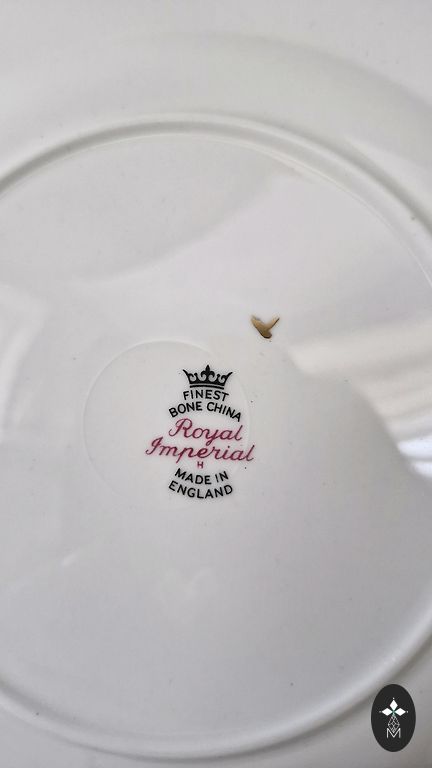 FINEST
BONE CHINA
Royal
Imperial
H
MADE IN
ENGLAND
M